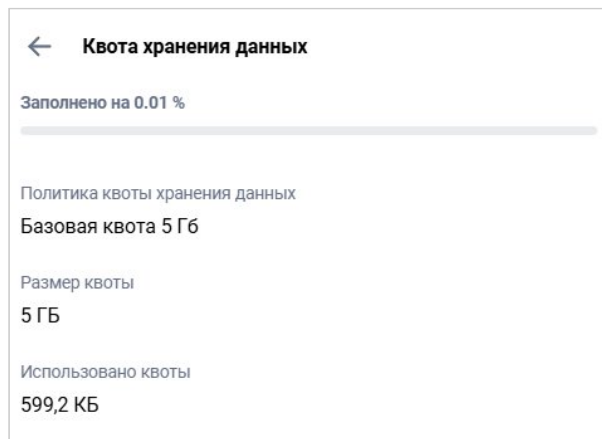 Квота хранения данных
Заполнено на 0.01 %
Политика квоты хранения данных
Базовая квота 5 Гб
Размер квоты
5 ГБ
Использовано квоты
599,2 КБ